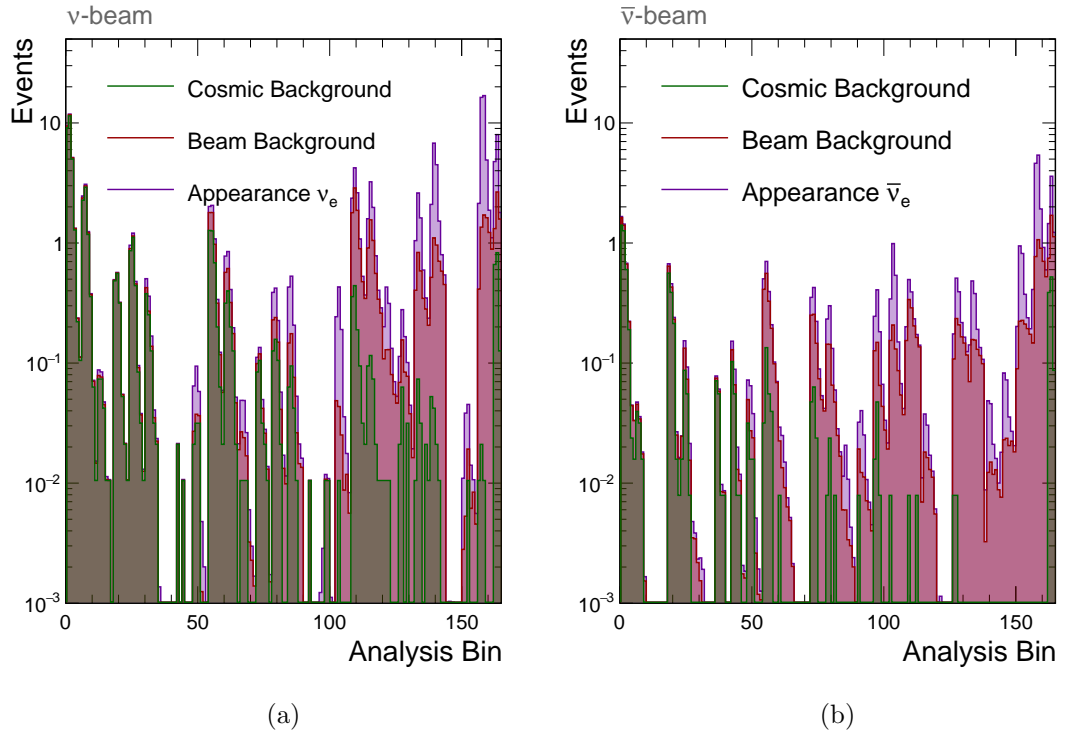 ν-beam
Events
10
1
10⁻¹
10⁻²
10⁻³
Cosmic Background
Beam Background
Appearance νₑ
0 50 100 150
Analysis Bin
(a)
ν̅-beam
Events
10
1
10⁻¹
10⁻²
10⁻³
Cosmic Background
Beam Background
Appearance ν̅ₑ
0 50 100 150
Analysis Bin
(b)